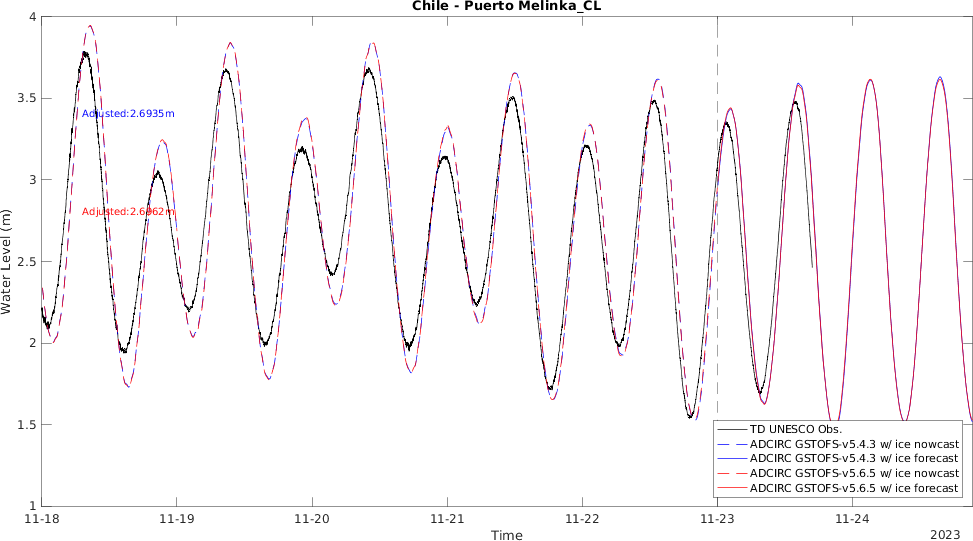 Chile - Puerto Melinka_CL
4
3.5
3
2.5
2
1.5
1
Water Level (m)
Adjusted:2.6935m
Adjusted:2.6962m
TD UNESCO Obs.
ADCIRC GSTOFS-v5.4.3 w/ ice nowcast
ADCIRC GSTOFS-v5.4.3 w/ ice forecast
ADCIRC GSTOFS-v5.6.5 w/ ice nowcast
ADCIRC GSTOFS-v5.6.5 w/ ice forecast
11-18 11-19 11-20 11-21 11-22 11-23 11-24
Time
2023